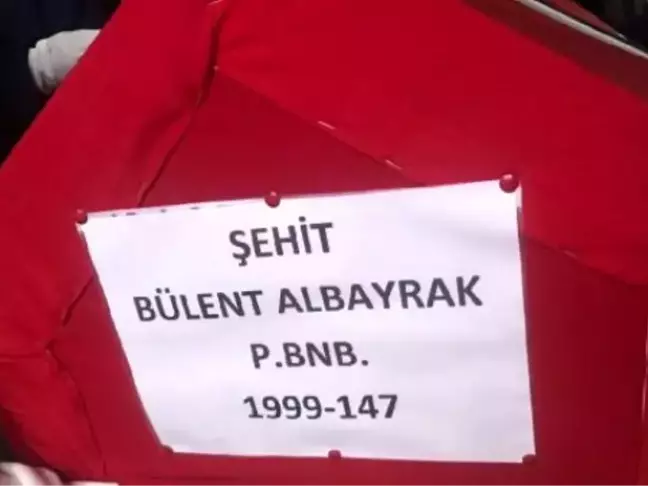 ŞEHİT
BÜLENT ALBAYRAK
P.BNB.
1999-147